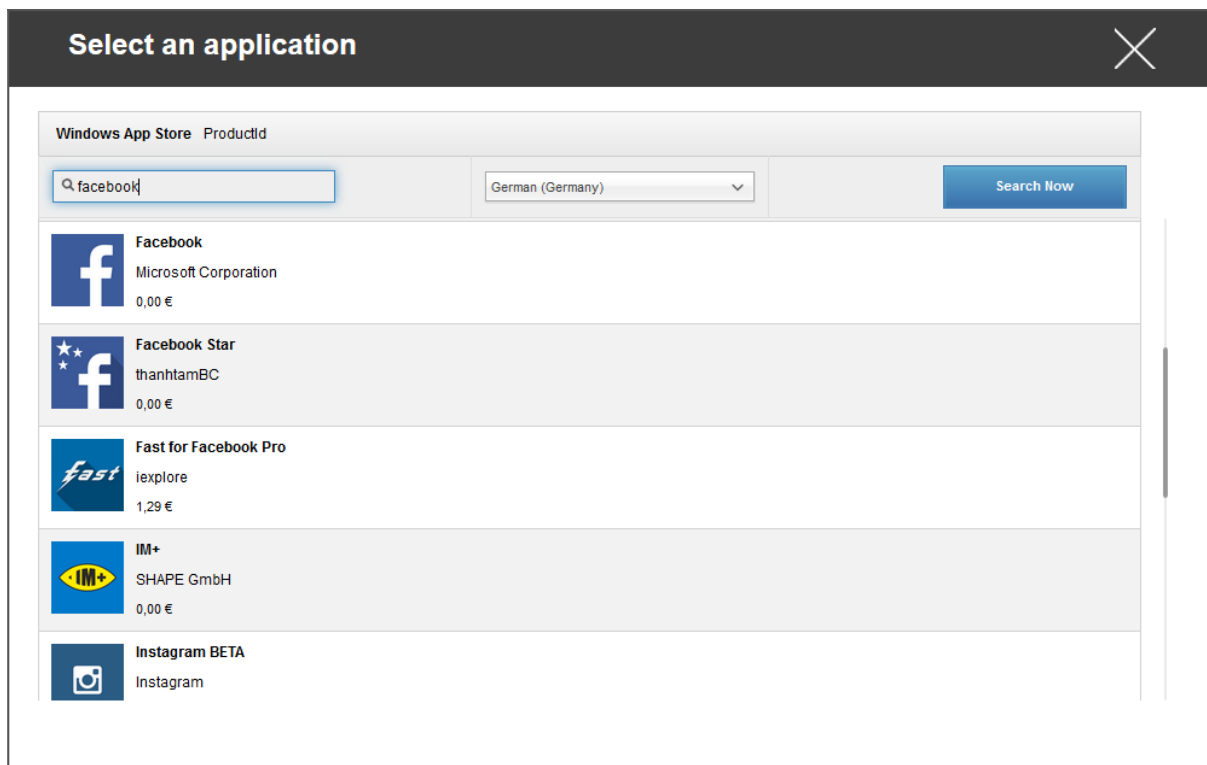 Select an application
Windows App Store ProductId
facebook German (Germany) Search Now
Facebook
Microsoft Corporation
0,00 €
Facebook Star
thanhtamBC
0,00 €
fast
Fast for Facebook Pro
iexplore
1,29 €
IM+
IM+
SHAPE GmbH
0,00 €
Instagram BETA
Instagram